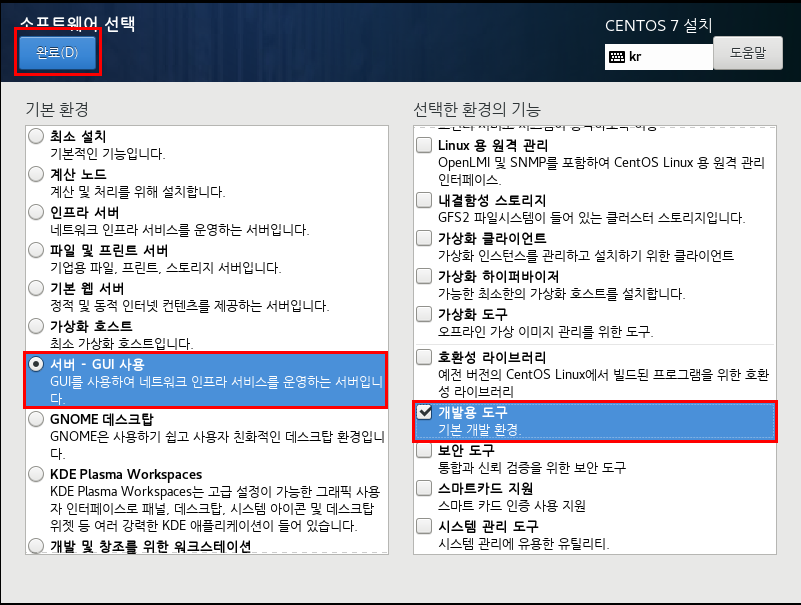 소프트웨어 선택
CENTOS 7 설치
완료(D)
kr
도움말
기본 환경
최소 설치
기본적인 기능입니다.
계산 노드
계산 및 처리를 위해 설치합니다.
인프라 서버
네트워크 인프라 서비스를 운영하는 서버입니다.
파일 및 프린트 서버
기업용 파일, 프린트, 스토리지 서버입니다.
기본 웹 서버
정적 및 동적 인터넷 컨텐츠를 제공하는 서버입니다.
가상화 호스트
최소 가상화 호스트입니다.
서버 - GUI 사용
GUI를 사용하여 네트워크 인프라 서비스를 운영하는 서버입니
다.
GNOME 데스크탑
GNOME은 사용하기 쉽고 사용자 친화적인 데스크탑 환경입니
다.
KDE Plasma Workspaces
KDE Plasma Workspaces는 고급 설정이 가능한 그래픽 사용
자 인터페이스로 패널, 데스크탑, 시스템 아이콘 및 데스크탑
위젯 등 여러 강력한 KDE 애플리케이션이 들어 있습니다.
개발 및 창조를 위한 워크스테이션
선택한 환경의 기능
Linux 용 원격 관리
OpenLMI 및 SNMP를 포함하여 CentOS Linux 용 원격 관리
인터페이스.
내결함성 스토리지
GFS2 파일시스템이 들어 있는 클러스터 스토리지입니다.
가상화 클라이언트
가상화 인스턴스를 관리하고 설치하기 위한 클라이언트
가상화 하이퍼바이저
가능한 최소한의 가상화 호스트를 설치합니다.
가상화 도구
오프라인 가상 이미지 관리를 위한 도구.
호환성 라이브러리
예전 버전의 CentOS Linux에서 빌드된 프로그램을 위한 호환
성 라이브러리
개발용 도구
기본 개발 환경.
보안 도구
통합과 신뢰 검증을 위한 보안 도구
스마트카드 지원
스마트 카드 인증 사용 지원
시스템 관리 도구
시스템 관리에 유용한 유틸리티.